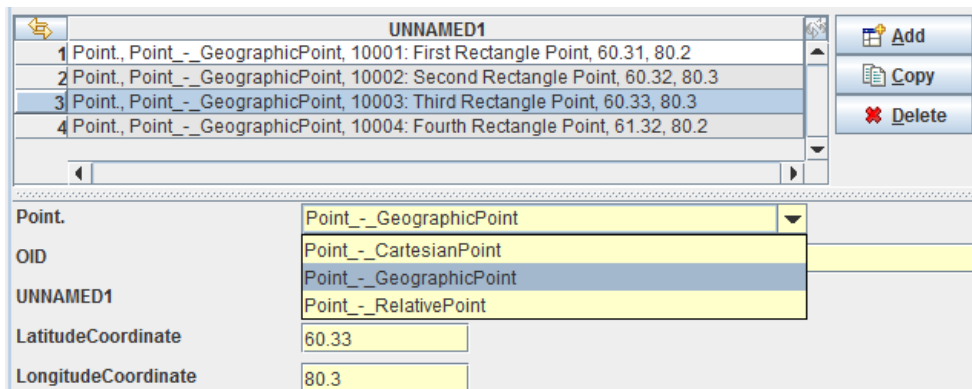 UNNAMED1
1 Point., Point_-_GeographicPoint, 10001: First Rectangle Point, 60.31, 80.2
2 Point., Point_-_GeographicPoint, 10002: Second Rectangle Point, 60.32, 80.3
3 Point., Point_-_GeographicPoint, 10003: Third Rectangle Point, 60.33, 80.3
4 Point., Point_-_GeographicPoint, 10004: Fourth Rectangle Point, 61.32, 80.2
Add
Copy
Delete
Point. Point_-_GeographicPoint
Point_-_CartesianPoint
OID
Point_-_GeographicPoint
UNNAMED1
Point_-_RelativePoint
LatitudeCoordinate 60.33
LongitudeCoordinate 80.3